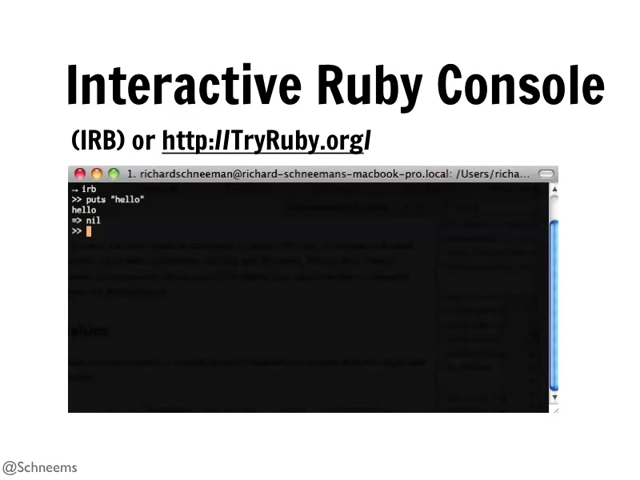 Interactive Ruby Console
(IRB) or http://TryRuby.org/
1. richardschneeman@richard-schneemans-macbook-pro.local: /Users/richa...
→ irb
>> puts "hello"
hello
=> nil
>>
@Schneems